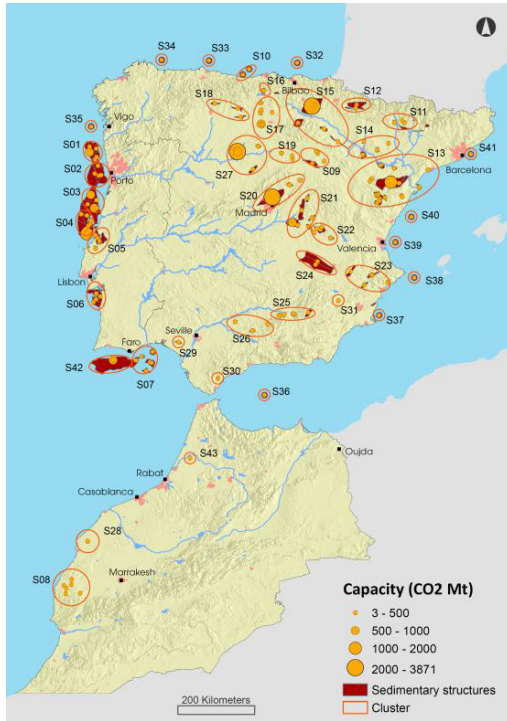 S34
S33
S10
S32
S16
Bilbao
S15
S12
S18
S11
S35
Vigo
S17
S14
S01
S19
S13
S41
S02
S09
Barcelona
Porto
S27
S03
S20
S21
Madrid
S40
S04
S22
S05
Valencia
S39
S24
S23
Lisbon
S38
S06
S25
S31
S37
Seville
S26
Faro
S29
S42
S07
S30
S36
S43
Oujda
Rabat
Casablanca
S28
S08
Marrakesh
Capacity (CO2 Mt)
3 - 500
500 - 1000
1000 - 2000
2000 - 3871
Sedimentary structures
Cluster
200 Kilometers